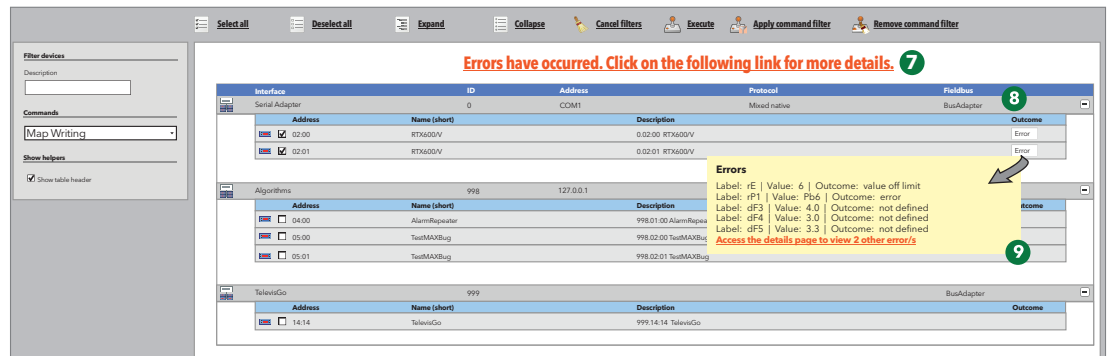 Select all Deselect all Expand Collapse Cancel filters Execute Apply command filter Remove command filter
Filter devices
Description
Commands
Map Writing
Show helpers
Show table header
Errors have occurred. Click on the following link for more details. 7
Interface ID Address Protocol Fieldbus
Serial Adapter 0 COM1 Mixed native BusAdapter 8
Address Name (short) Description Outcome
02:00 RTX600/V 0.02:00 RTX600/V Error
02:01 RTX600/V 0.02:01 RTX600/V Error
Errors
Label: rE | Value: 6 | Outcome: value off limit
Label: rP1 | Value: Pb6 | Outcome: error
Label: dF3 | Value: 4.0 | Outcome: not defined
Label: dF4 | Value: 3.0 | Outcome: not defined
Label: dF5 | Value: 3.3 | Outcome: not defined
Access the details page to view 2 other error/s
9
Algorithms 998 127.0.0.1
Address Name (short) Description tcome
04:00 AlarmRepeater 998.01:00 AlarmRepea
05:00 TestMAXBug 998.02:00 TestMAXBug
05:01 TestMAXBug 998.02:01 TestMAXBug
TelevisGo 999 BusAdapter
Address Name (short) Description Outcome
14:14 TelevisGo 999.14:14 TelevisGo